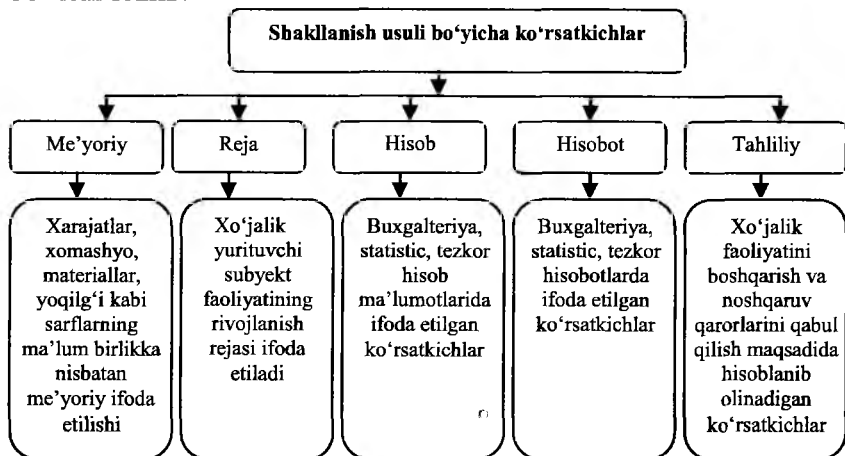 Shakllanish usuli bo‘yicha ko‘rsatkichlar
Me’yoriy
Reja
Hisob
Hisobot
Tahliliy
Xarajatlar,
xomashyo,
materiallar,
yoqilg‘i kabi
sarflarning
ma’lum birlikka
nisbatan
me’yoriy ifoda
etilishi
Xo‘jalik
yurituvchi
subyekt
faoliyatining
rivojlanish
rejasi ifoda
etiladi
Buxgalteriya,
statistic, tezkor
hisob
ma’lumotlarida
ifoda etilgan
ko‘rsatkichlar
Buxgalteriya,
statistic, tezkor
hisobotlarda
ifoda etilgan
ko‘rsatkichlar
Xo‘jalik
faoliyatini
boshqarish va
noshqaruv
qarorlarini qabul
qilish maqsadida
hisoblanib
olinadigan
ko‘rsatkichlar